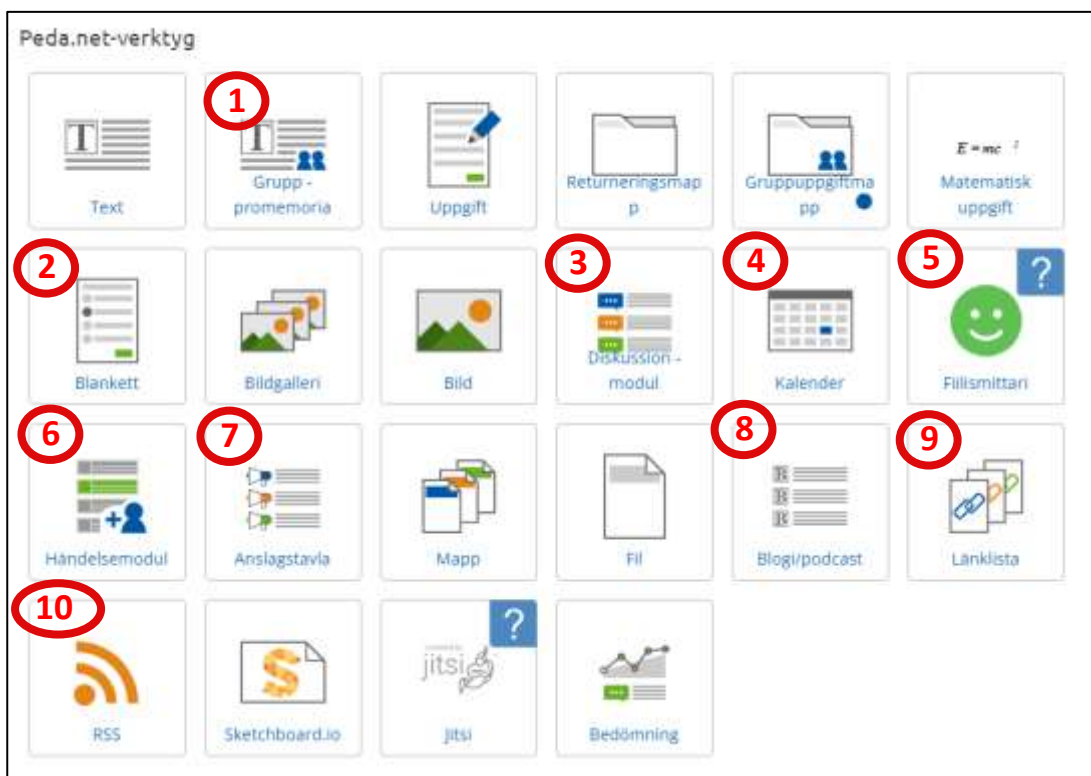 Peda.net-verktyg
1
T
T
E = mc 2
Text
Grupp -
promemoria
Uppgift
Returneringsmap
p
Gruppuppgiftma
pp
Matematisk
uppgift
2
3
4
5
?
Blankett
Bildgalleri
Bild
Diskussion -
modul
Kalender
Fiilismittari
6
7
8
9
B
B
B
Händelsemodul
Anslagstavla
Mapp
Fil
Blogi/podcast
Länklista
10
?
S
jitsi
RSS
Sketchboard.io
Jitsi
Bedömning